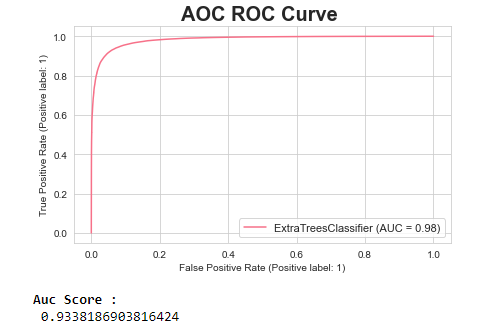 AOC ROC Curve
1.0
0.8
0.6
0.4
0.2
0.0
True Positive Rate (Positive label: 1)
ExtraTreesClassifier (AUC = 0.98)
0.0 0.2 0.4 0.6 0.8 1.0
False Positive Rate (Positive label: 1)
Auc Score :
0.9338186903816424